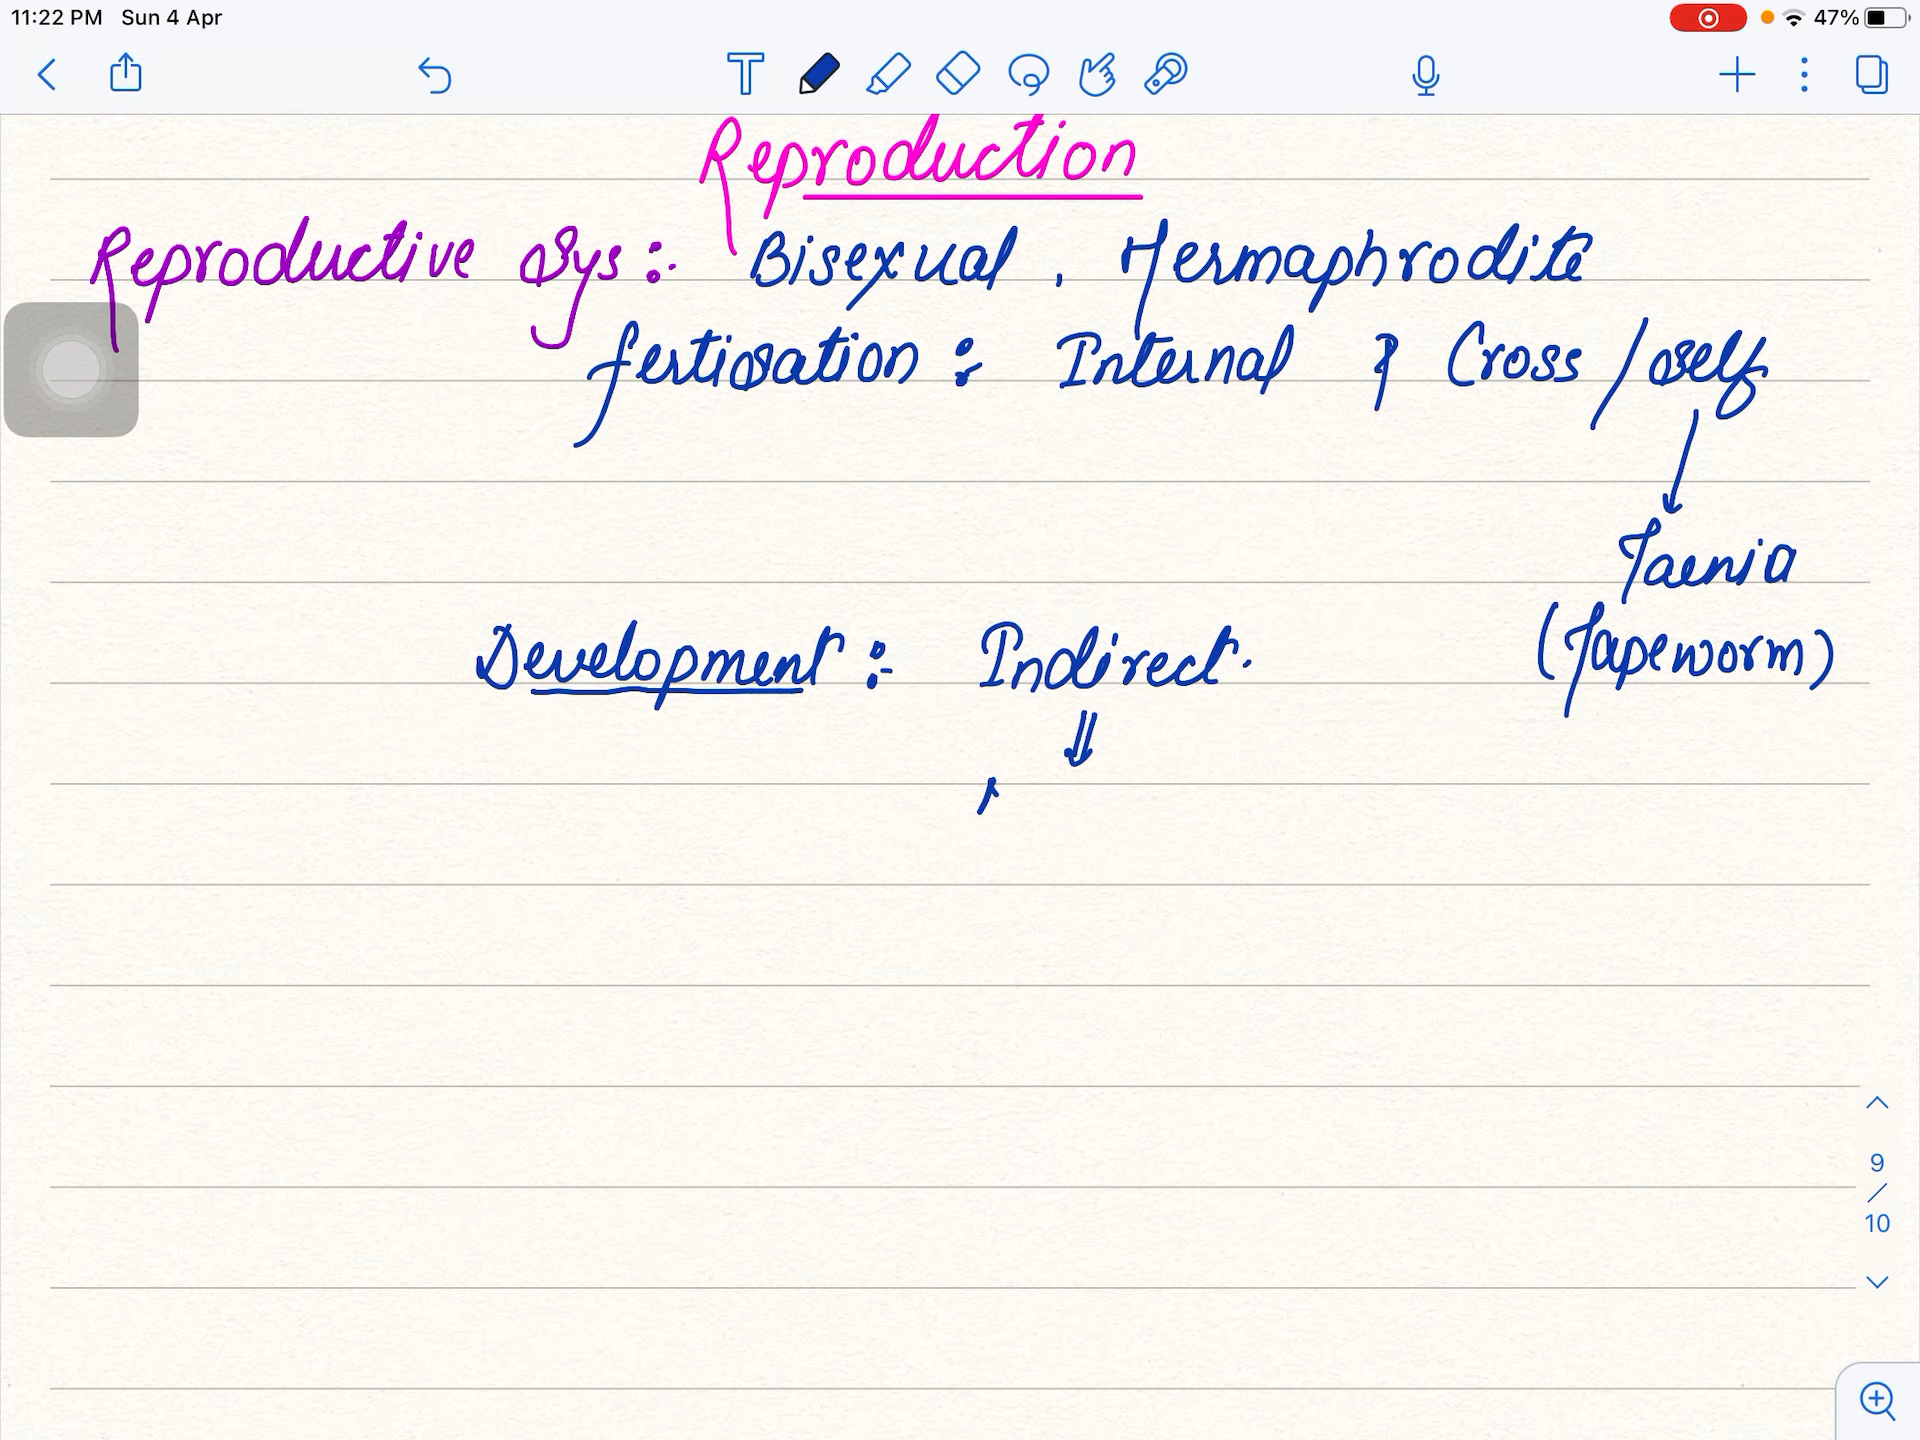 11:22 PM Sun 4 Apr
47%
T
Reproduction
Reproductive Sys :- Bisexual , Hermaphrodite
fertisation :- Internal & Cross / self
Taenia
Development :- Indirect.
(Tapeworm)
9
/
10